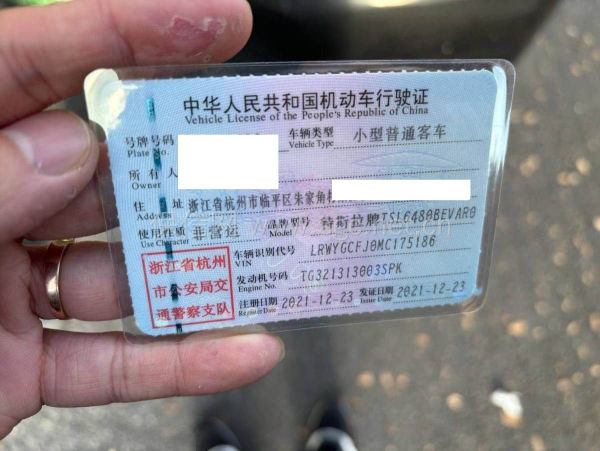 中华人民共和国机动车行驶证
Vehicle License of the People's Republic of China
号牌号码 车辆类型 小型普通客车
Plate No. Vehicle Type
所有人
Owner
住址 浙江省杭州市临平区朱家角
Address
使用性质 非营运 品牌型号 特斯拉牌TSL6480BEVAR0
Use Character Model
浙江省杭州
市公安局交
通警察支队
车辆识别代号 LRWYGCFJ0MC175186
VIN
发动机号码 TG321313003SPK
Engine No.
注册日期 2021-12-23 发证日期 2021-12-23
Register Date Issue Date